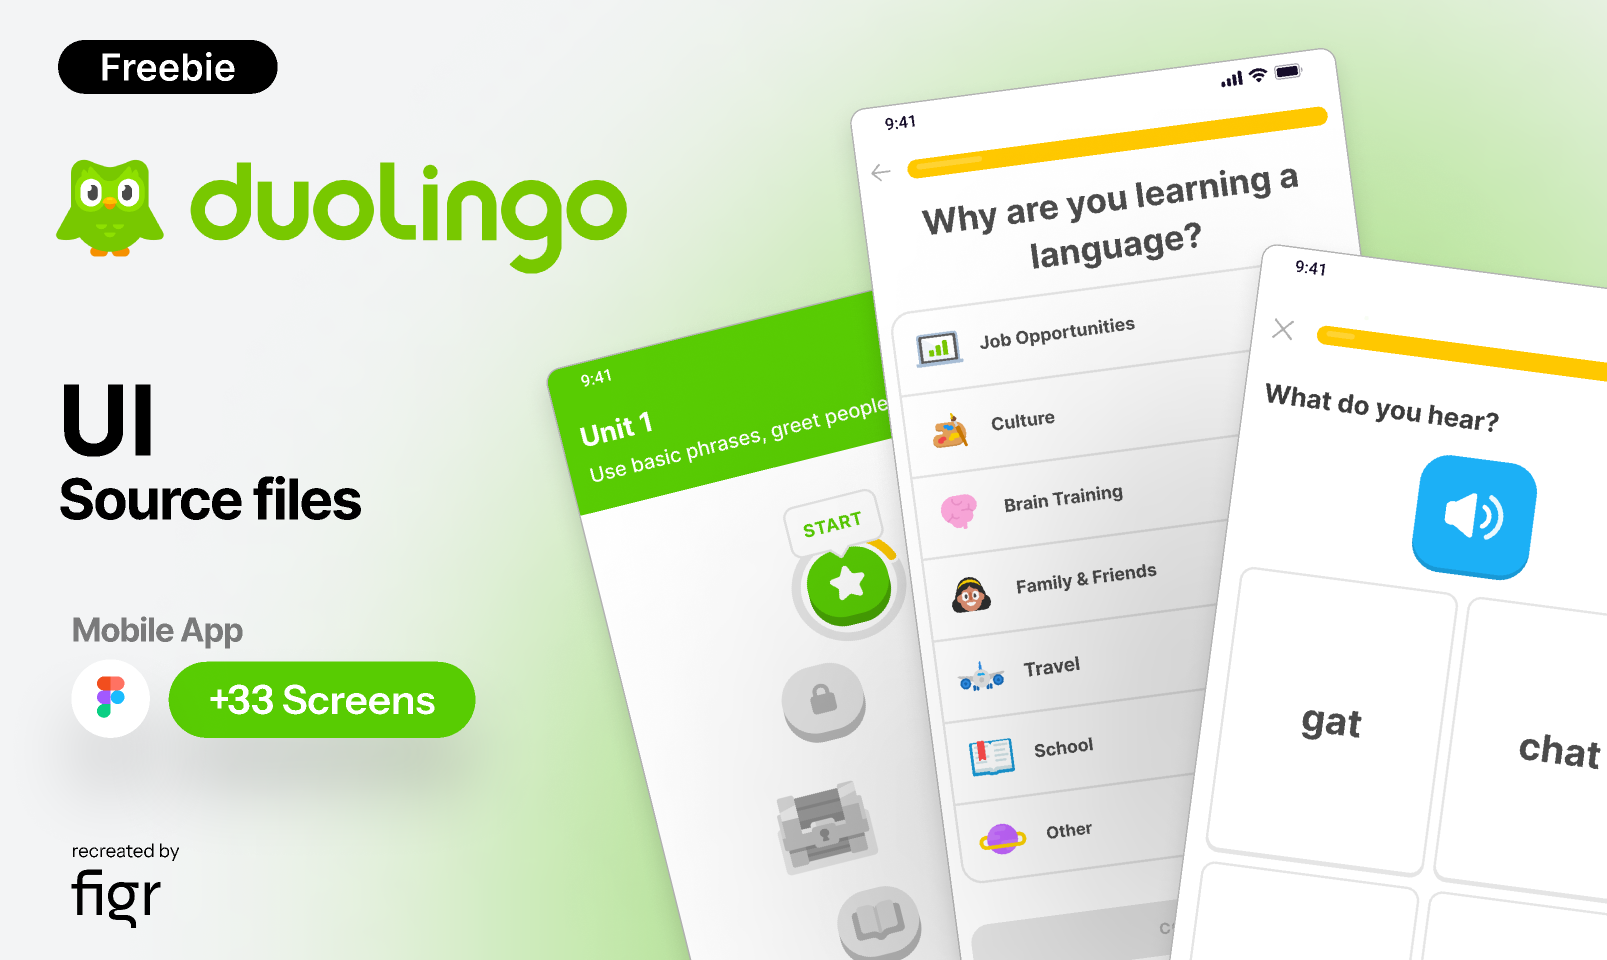 Freebie
duolingo
UI
Source files
Mobile App
+33 Screens
recreated by
figr
9:41
Unit 1
Use basic phrases, greet people
START
9:41
Why are you learning a
language?
Job Opportunities
Culture
Brain Training
Family & Friends
Travel
School
Other
9:41
What do you hear?
gat
chat